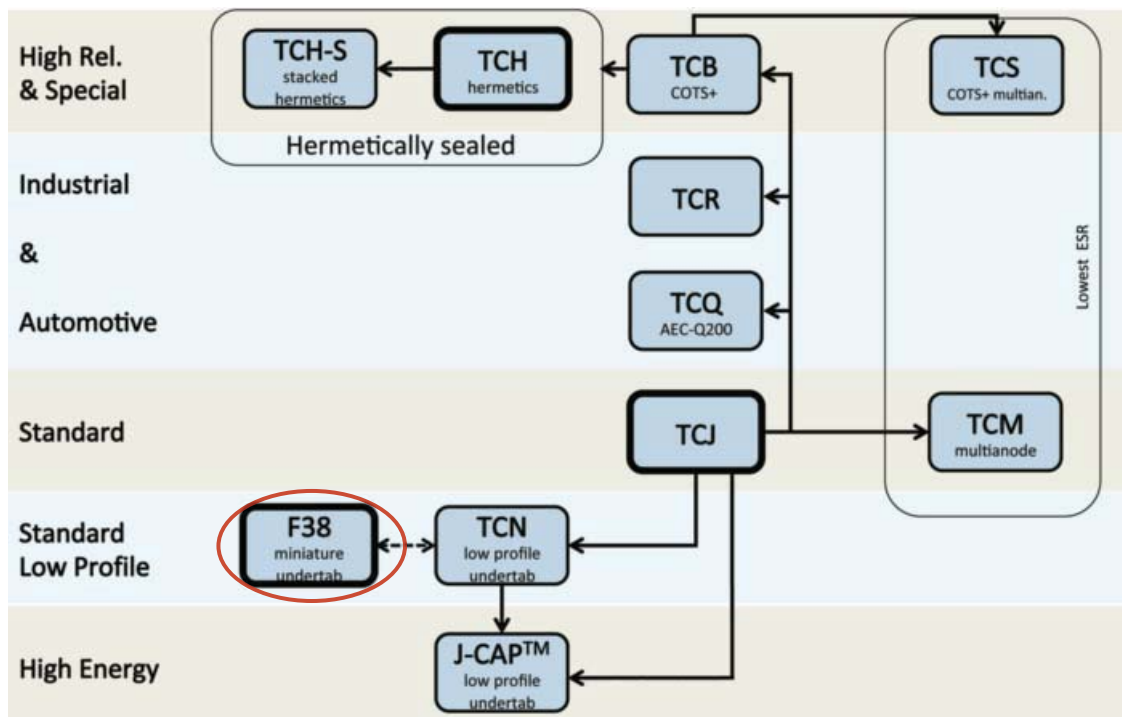 High Rel.
& Special
TCH-S
stacked
hermetics
TCH
hermetics
Hermetically sealed
TCB
COTS+
TCS
COTS+ multian.
Industrial
&
Automotive
TCR
TCQ
AEC-Q200
Lowest ESR
Standard
TCJ
TCM
multianode
Standard
Low Profile
F38
miniature
undertab
TCN
low profile
undertab
High Energy
J-CAP™
low profile
undertab